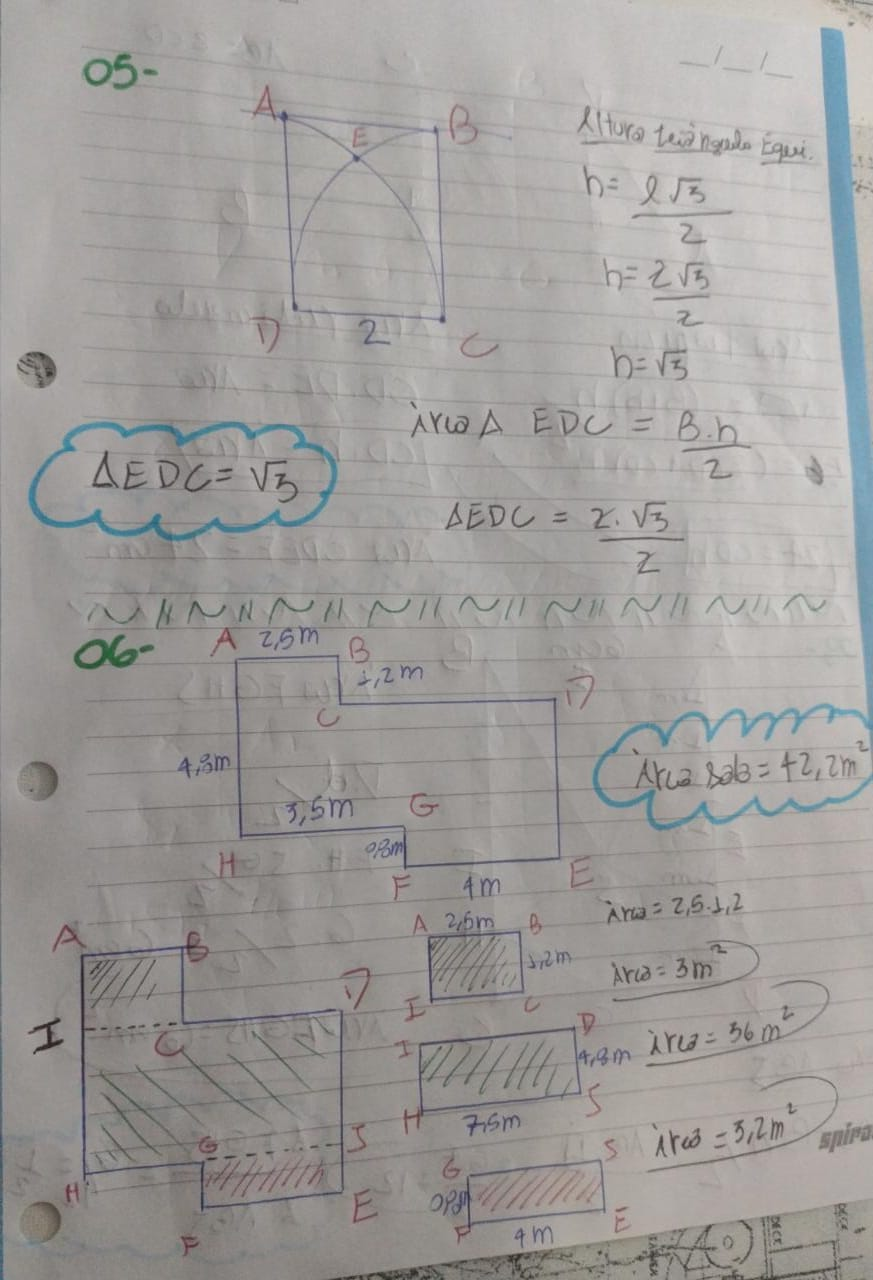 __/__/__
05-
A
B
E
D
2
C
Altura triângulo Equi.
h= l√3
2
h= 2√3
2
h=√3
Área Δ EDC = B.h
2
ΔEDC = √3
ΔEDC = 2.√3
2
06-
A 2,5m B
1,2m
C
D
4,8m
3,5m G
H
0,8m
F 4m E
Área sala = 42,2m²
A B
I C D
G J
H
F E
A 2,5m B
1,2m
I C
Área = 2,5.1,2
Área = 3m²
I D
4,8m
H 7,5m S
Área = 36m²
G S
0,8m
F 4m E
Área = 3,2m²